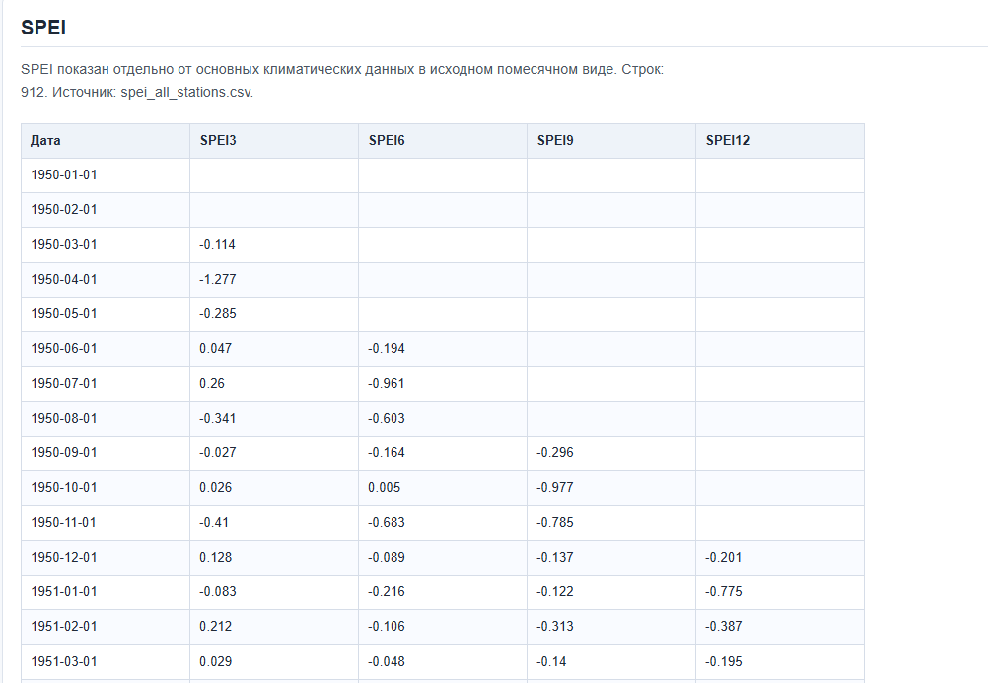 SPEI
SPEI показан отдельно от основных климатических данных в исходном помесячном виде. Строк:
912. Источник: spei_all_stations.csv.
Дата SPEI3 SPEI6 SPEI9 SPEI12
1950-01-01
1950-02-01
1950-03-01 -0.114
1950-04-01 -1.277
1950-05-01 -0.285
1950-06-01 0.047 -0.194
1950-07-01 0.26 -0.961
1950-08-01 -0.341 -0.603
1950-09-01 -0.027 -0.164 -0.296
1950-10-01 0.026 0.005 -0.977
1950-11-01 -0.41 -0.683 -0.785
1950-12-01 0.128 -0.089 -0.137 -0.201
1951-01-01 -0.083 -0.216 -0.122 -0.775
1951-02-01 0.212 -0.106 -0.313 -0.387
1951-03-01 0.029 -0.048 -0.14 -0.195